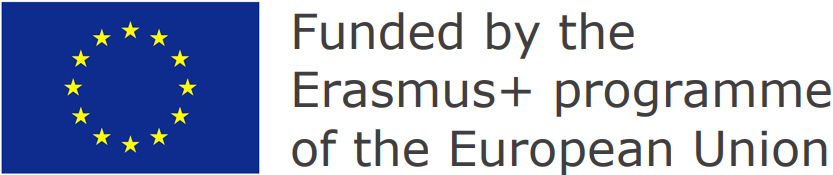 Funded by the
Erasmus+ programme
of the European Union